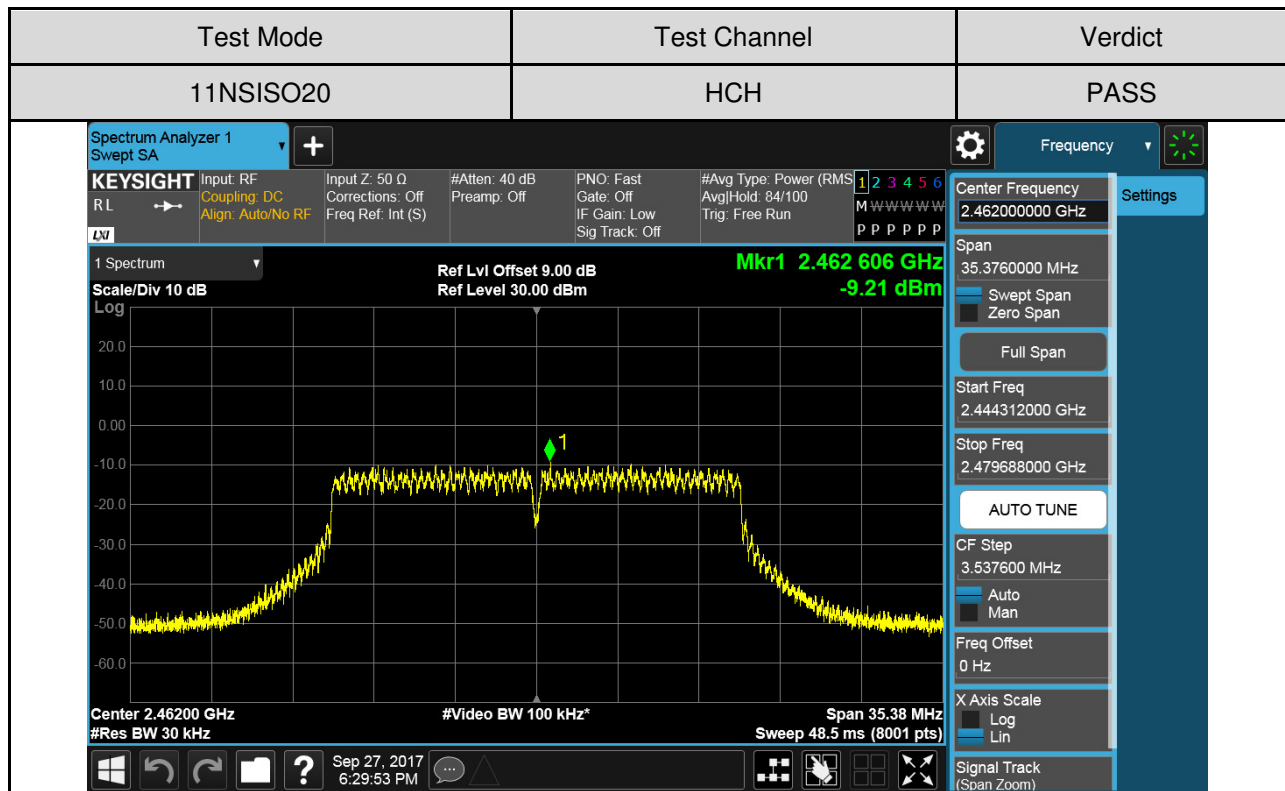 Test Mode Test Channel Verdict
11NSISO20 HCH PASS
Spectrum Analyzer 1
Swept SA
+
Frequency
KEYSIGHT Input: RF Input Z: 50 Ω #Atten: 40 dB PNO: Fast #Avg Type: Power (RMS 1 2 3 4 5 6
RL Coupling: DC Corrections: Off Preamp: Off Gate: Off Avg|Hold: 84/100 M W W W W W
Align: Auto/No RF Freq Ref: Int (S) IF Gain: Low Trig: Free Run
LXI Sig Track: Off P P P P P P
1 Spectrum Ref Lvl Offset 9.00 dB Mkr1 2.462 606 GHz
Scale/Div 10 dB Ref Level 30.00 dBm -9.21 dBm
Log
20.0
10.0
0.00
1
-10.0
-20.0
-30.0
-40.0
-50.0
-60.0
Center 2.46200 GHz #Video BW 100 kHz* Span 35.38 MHz
#Res BW 30 kHz Sweep 48.5 ms (8001 pts)
? Sep 27, 2017
6:29:53 PM
Center Frequency
2.462000000 GHz
Settings
Span
35.3760000 MHz
Swept Span
Zero Span
Full Span
Start Freq
2.444312000 GHz
Stop Freq
2.479688000 GHz
AUTO TUNE
CF Step
3.537600 MHz
Auto
Man
Freq Offset
0 Hz
X Axis Scale
Log
Lin
Signal Track
(Span Zoom)